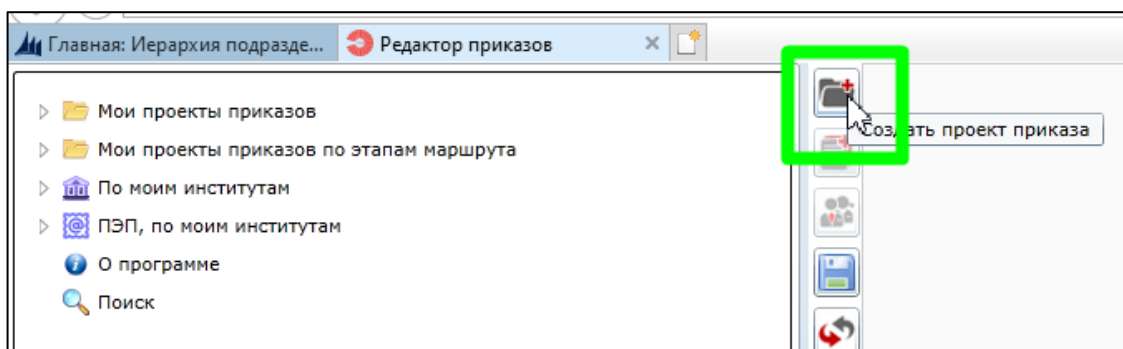 Главная: Иерархия подразде...
Редактор приказов
Мои проекты приказов
Мои проекты приказов по этапам маршрута
По моим институтам
ПЭП, по моим институтам
О программе
Поиск
Создать проект приказа